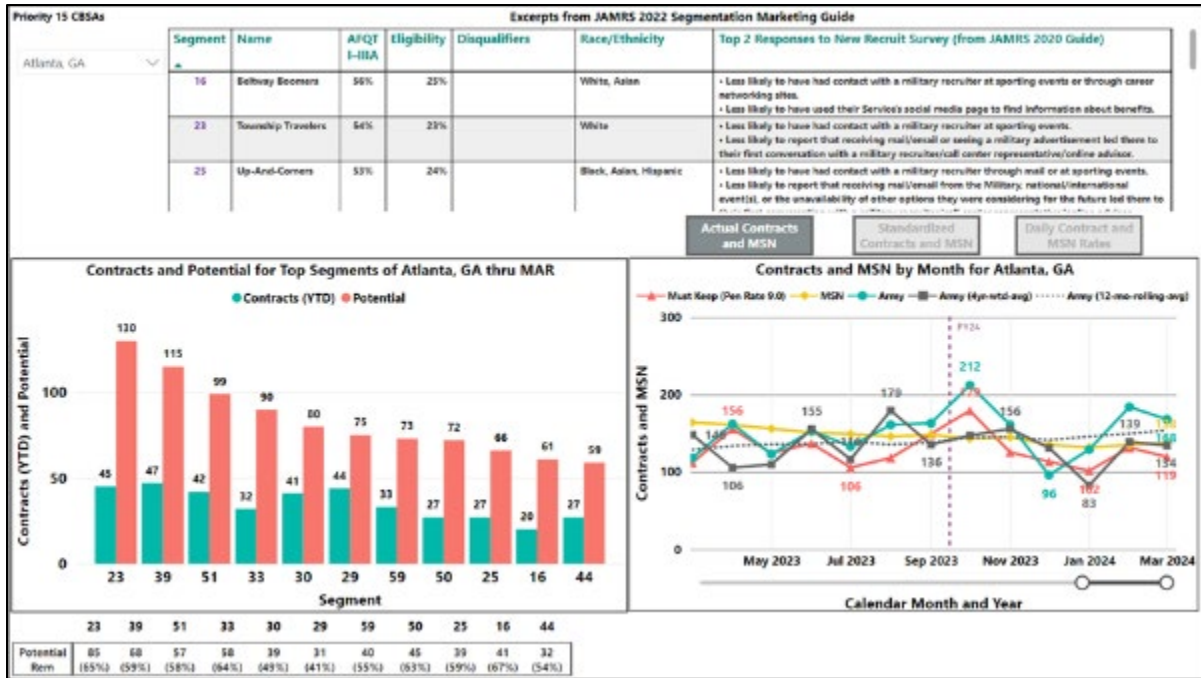 Priority 15 CBSAs
Excerpts from JAMRS 2022 Segmentation Marketing Guide
Atlanta, GA
Segment Name AFQT I-IIIA Eligibility Disqualifiers Race/Ethnicity Top 2 Responses to New Recruit Survey (from JAMRS 2020 Guide)
16 Beltway Boomers 56% 25% White, Asian • Less likely to have had contact with a military recruiter at sporting events or through career
networking sites.
• Less likely to have used their Service's social media page to find information about benefits.
23 Township Travelers 54% 23% White • Less likely to have had contact with a military recruiter at sporting events.
• Less likely to report that receiving mail/email or seeing a military advertisement led them to
their first conversation with a military recruiter/call center representative/online advisor.
25 Up-And-Comers 53% 24% Black, Asian, Hispanic • Less likely to have had contact with a military recruiter through mail or at sporting events.
• Less likely to report that receiving mail/email from the Military, national/international
event(s), or the unavailability of other options they were considering for the future led them to
Actual Contracts
and MSN
Standardized
Contracts and MSN
Daily Contract and
MSN Rates
Contracts and Potential for Top Segments of Atlanta, GA thru MAR
Contracts (YTD) Potential
Contracts (YTD) and Potential
100
50
0
130 115 99 90 80 75 73 72 66 61 59
45 47 42 32 41 44 33 27 27 20 27
23 39 51 33 30 29 59 50 25 16 44
Segment
Contracts and MSN by Month for Atlanta, GA
Must Keep (Pen Rate 9.0) MSN Army Army (4yr-wtd-avg) Army (12-mo-rolling-avg)
Contracts and MSN
300
200
100
0
FY24
212
179
179
156 155 156
139
106 106 136
96 102
83
168
134
119
May 2023 Jul 2023 Sep 2023 Nov 2023 Jan 2024 Mar 2024
Calendar Month and Year
23 39 51 33 30 29 59 50 25 16 44
Potential Rem 85 68 57 58 39 31 40 45 39 41 32
(65%) (59%) (58%) (64%) (49%) (41%) (55%) (63%) (59%) (67%) (54%)